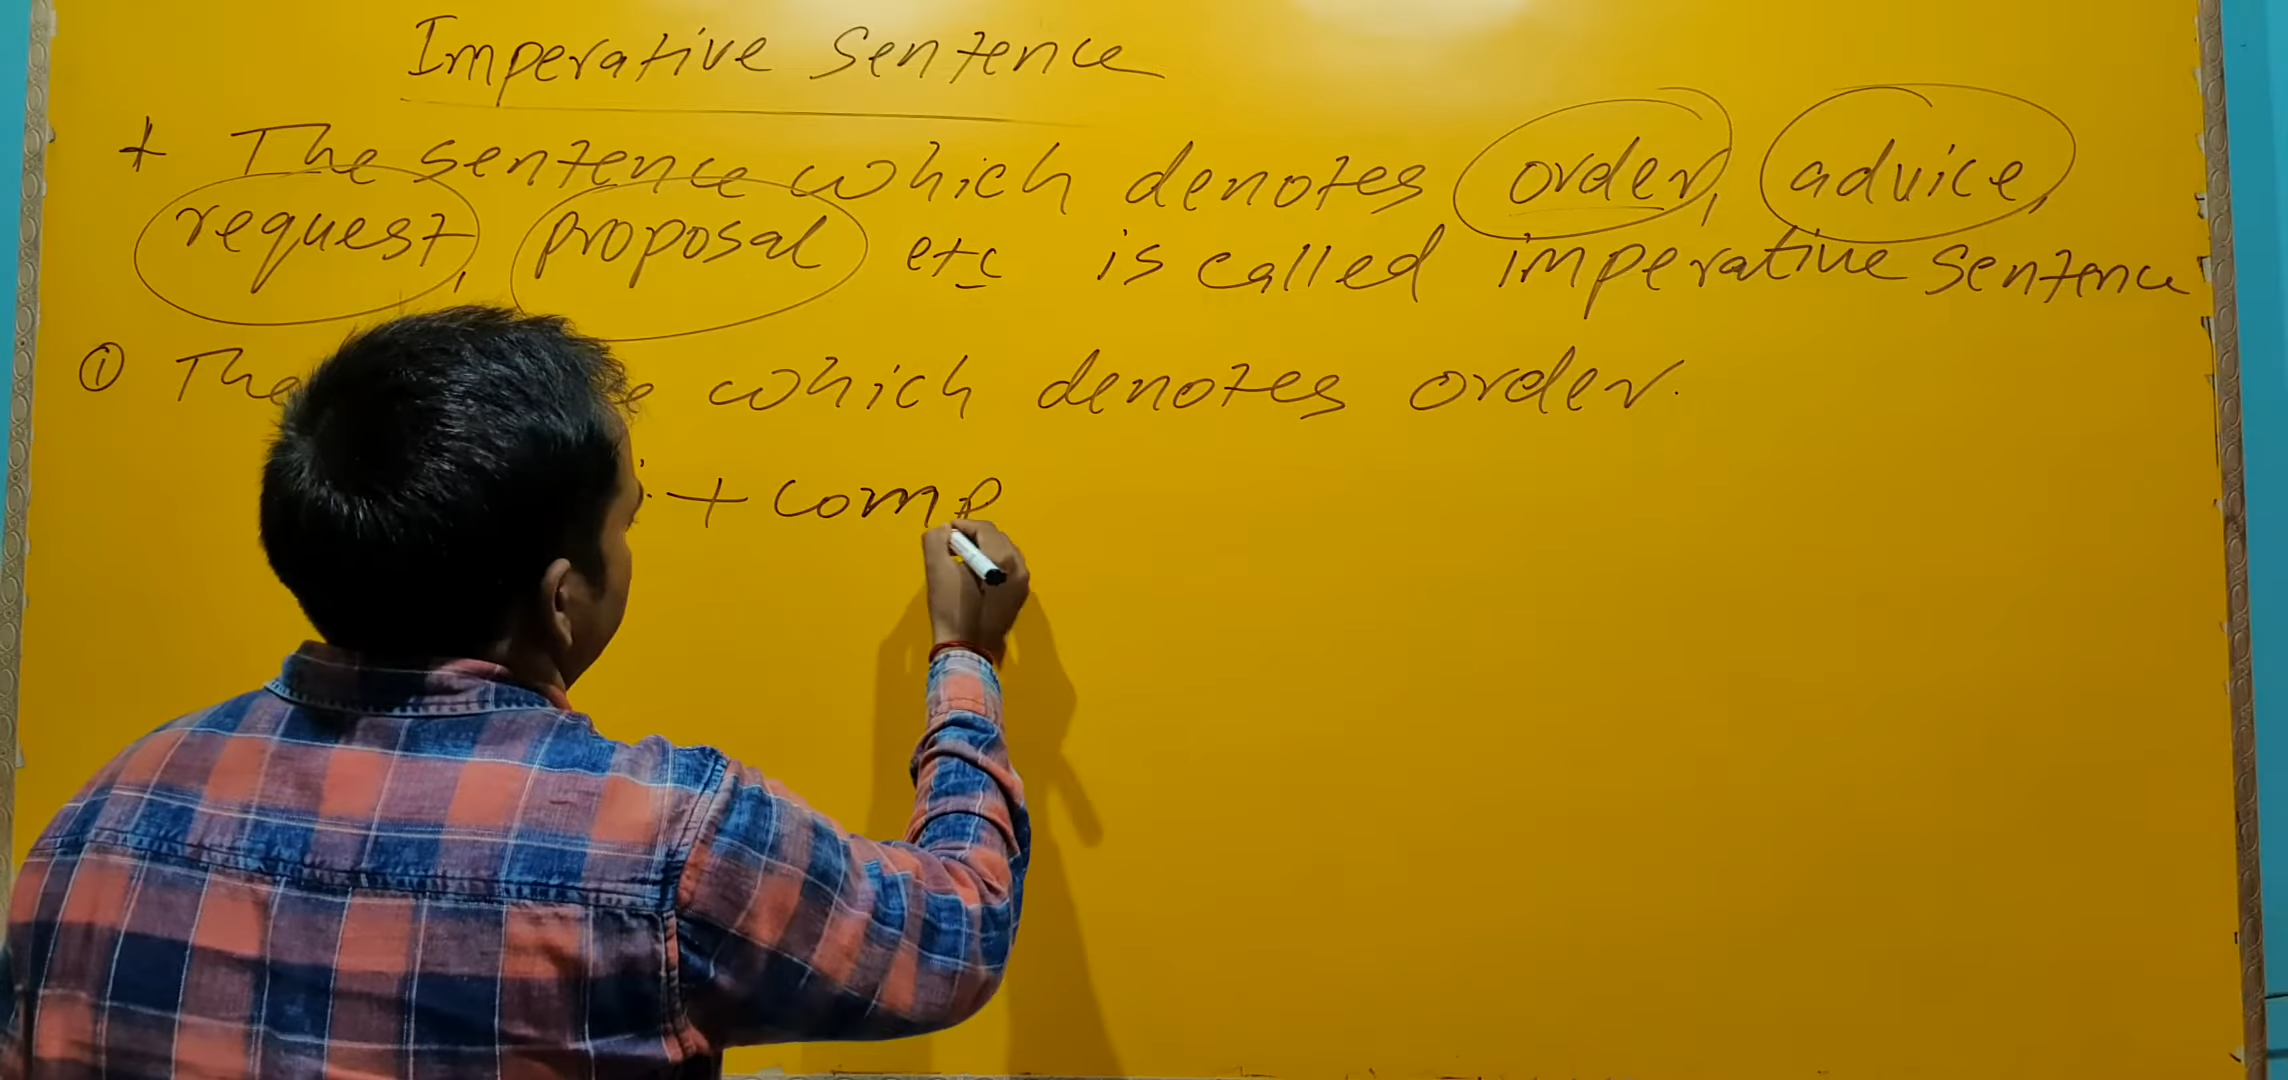 Imperative Sentence
* The sentence which denotes order, advice,
request, proposal etc is called imperative sentence
① The which denotes order.
+ comp